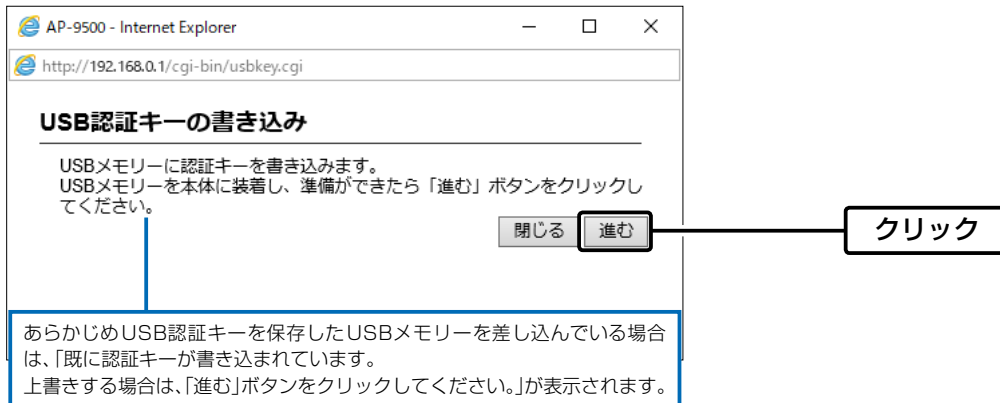 AP-9500 - Internet Explorer
http://192.168.0.1/cgi-bin/usbkey.cgi
USB認証キーの書き込み
USBメモリーに認証キーを書き込みます。
USBメモリーを本体に装着し、準備ができたら「進む」ボタンをクリックし
てください。
閉じる 進む
クリック
あらかじめUSB認証キーを保存したUSBメモリーを差し込んでいる場合
は、「既に認証キーが書き込まれています。
上書きする場合は、「進む」ボタンをクリックしてください。」が表示されます。